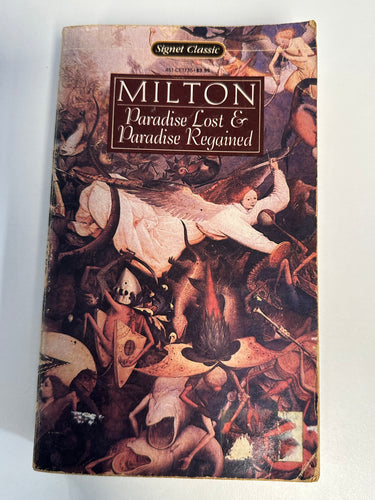 Signet Classic
MILTON
Paradise Lost &
Paradise Regained